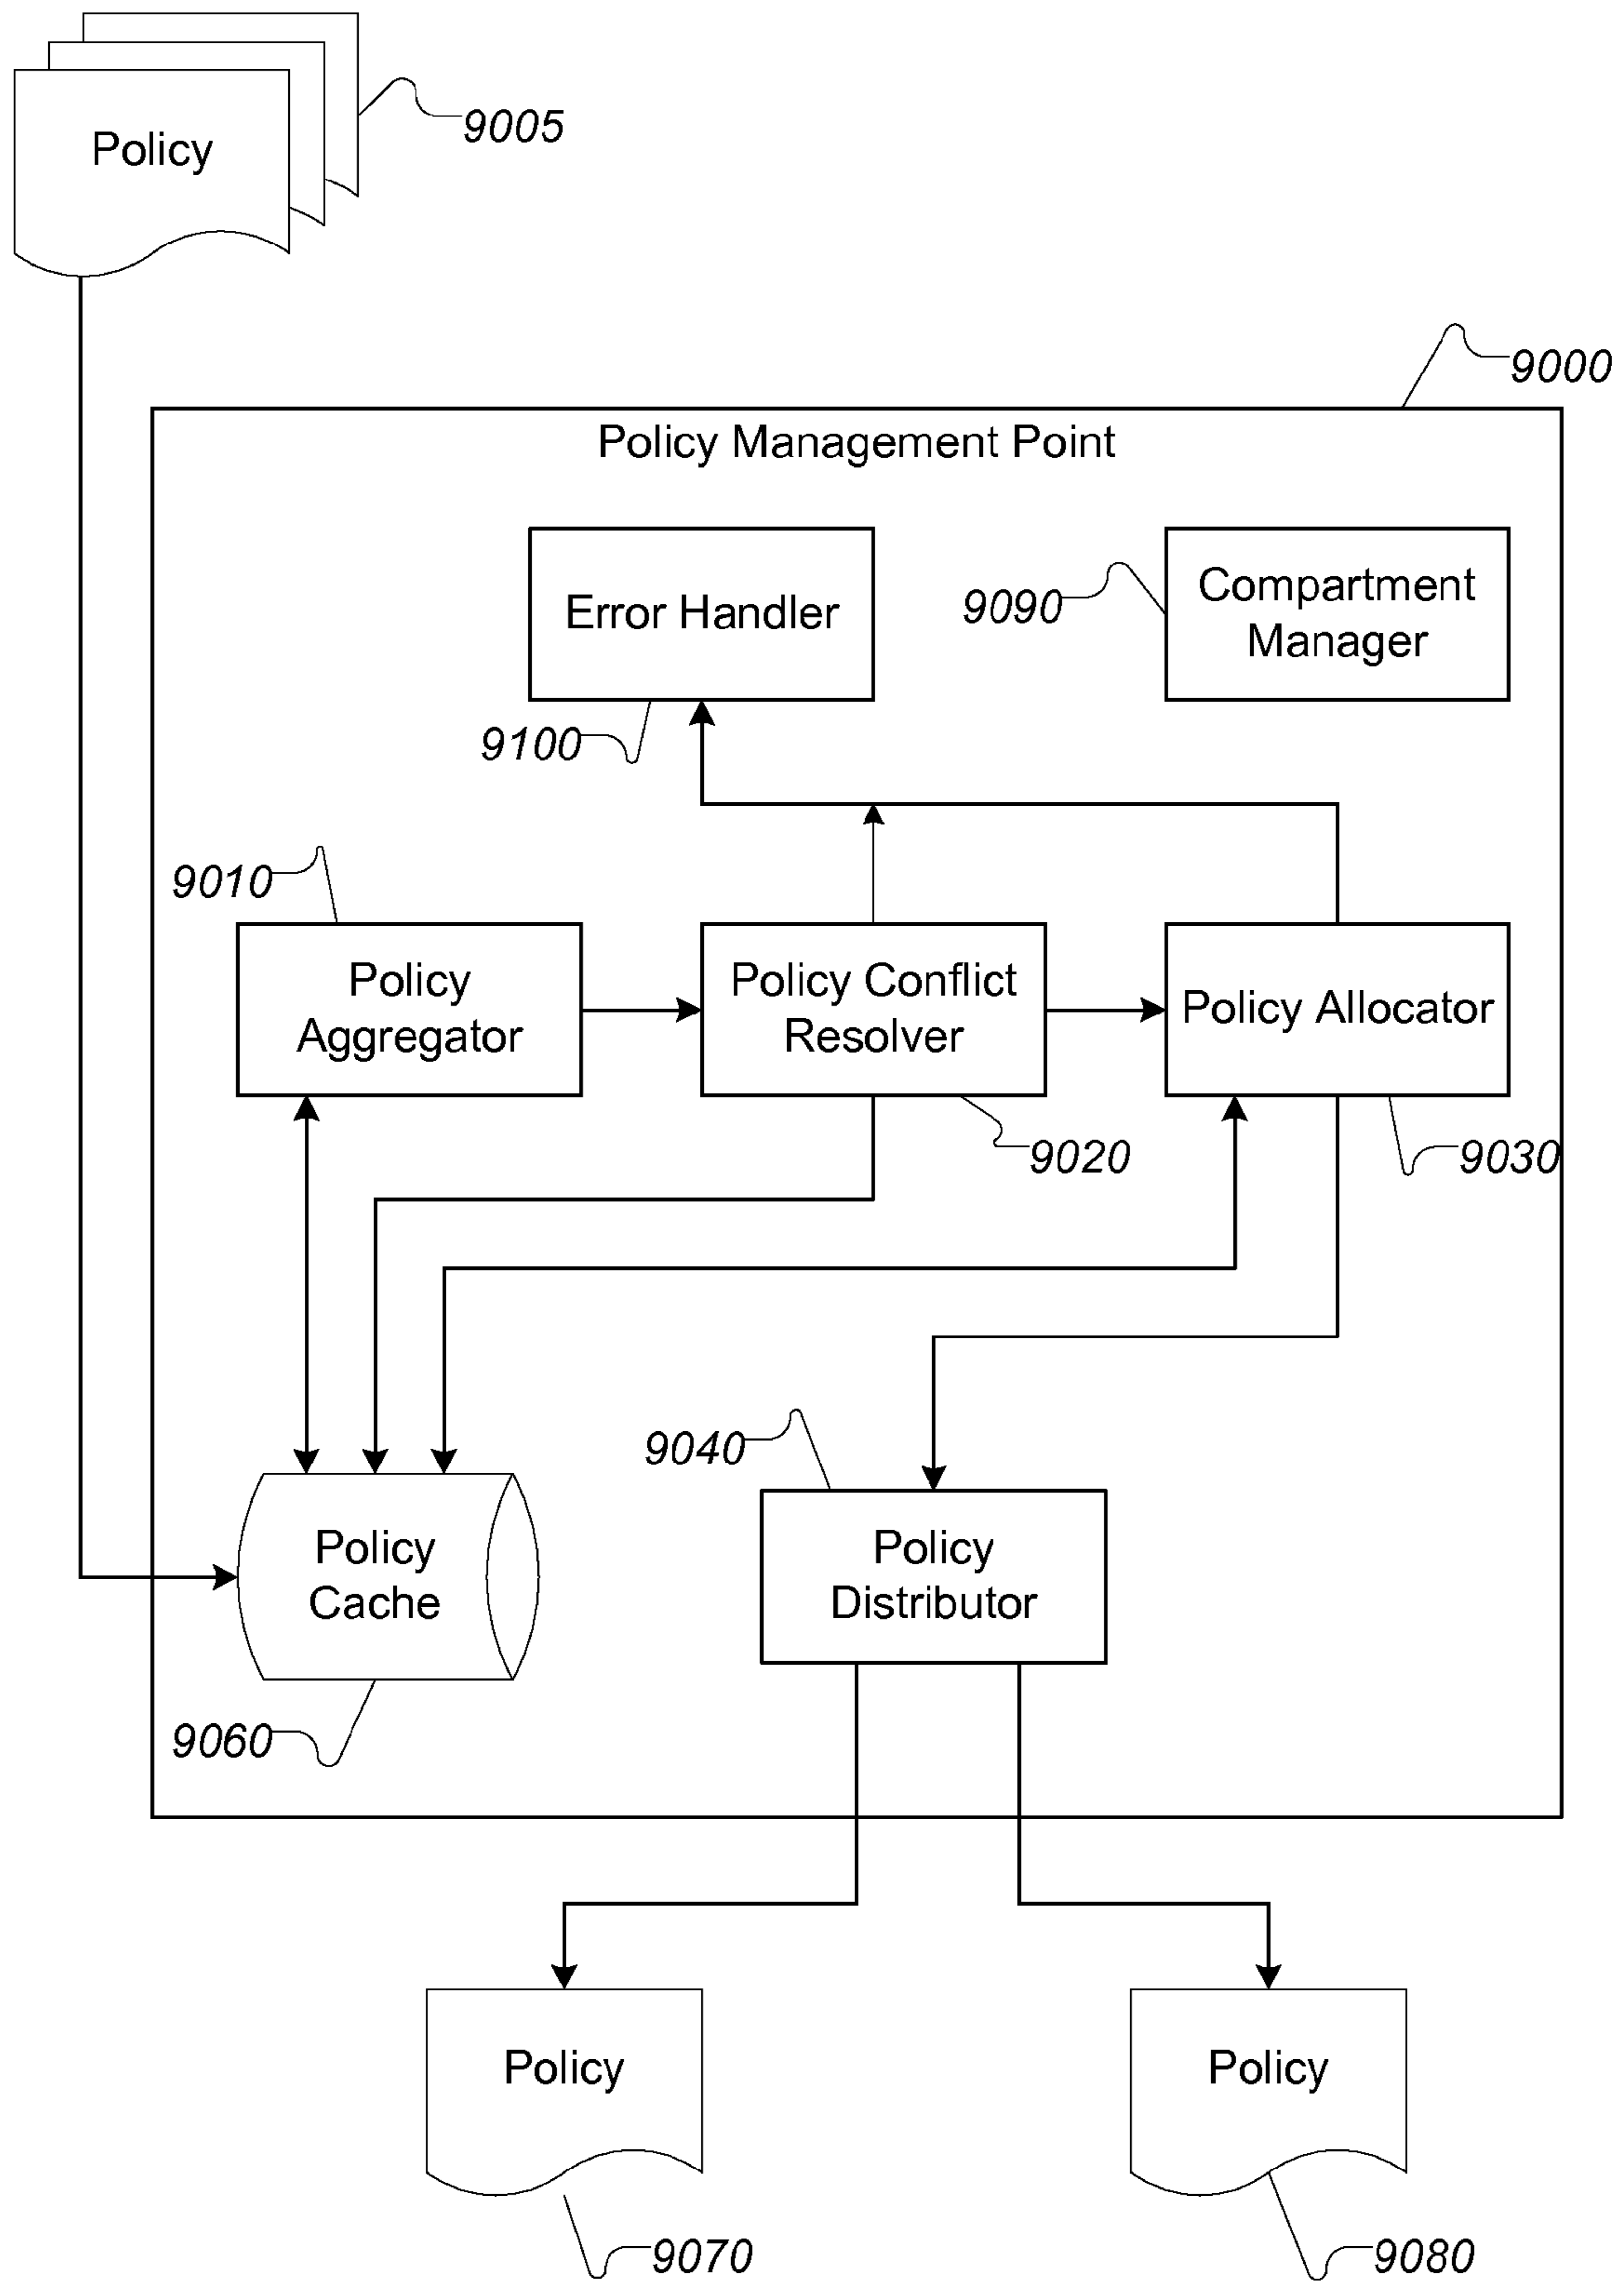 Policy
9005
9000
Policy Management Point
Error Handler
9090
Compartment
Manager
9100
9010
Policy
Aggregator
Policy Conflict
Resolver
Policy Allocator
9020
9030
9040
Policy
Cache
Policy
Distributor
9060
Policy
Policy
9070
9080